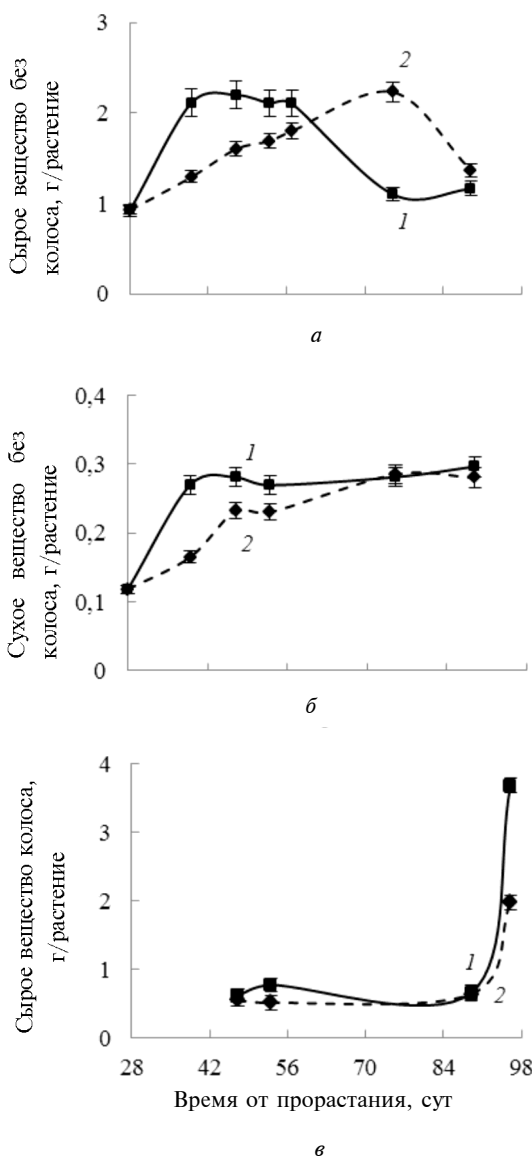 Сырое вещество без
колоса, г/растение
3
2
1
0
2
1
а
Сухое вещество без
колоса, г/растение
0,4
0,3
0,2
0,1
0
1
2
б
Сырое вещество колоса,
г/растение
4
3
2
1
0
1
2
28 42 56 70 84 98
Время от прорастания, сут
в